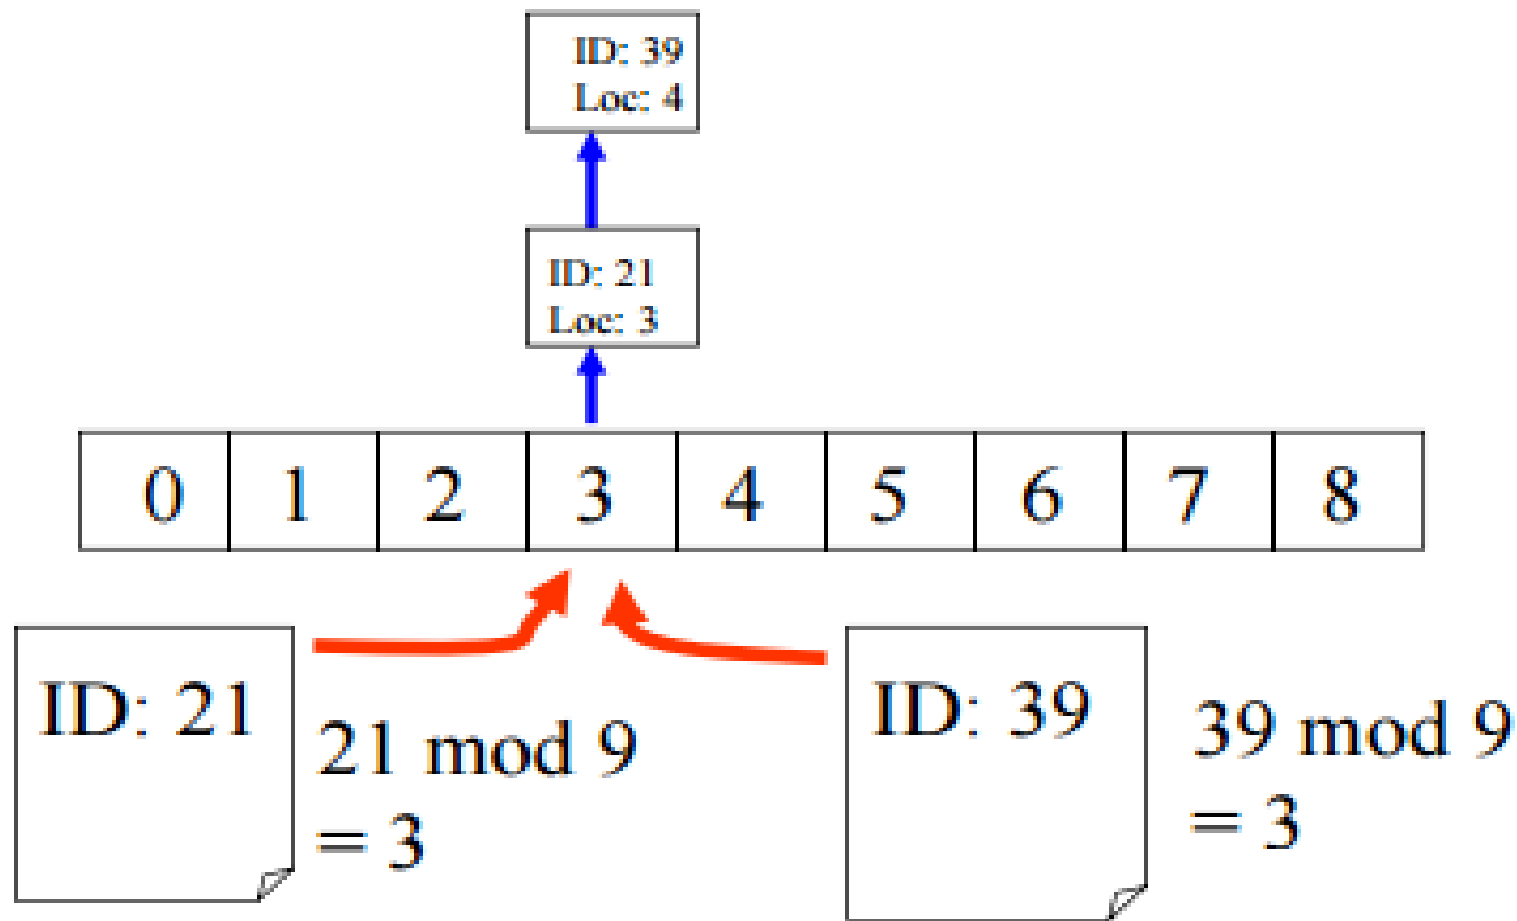 ID: 39
Loc: 4
ID: 21
Loc: 3
0 1 2 3 4 5 6 7 8
ID: 21
21 mod 9
= 3
ID: 39
39 mod 9
= 3